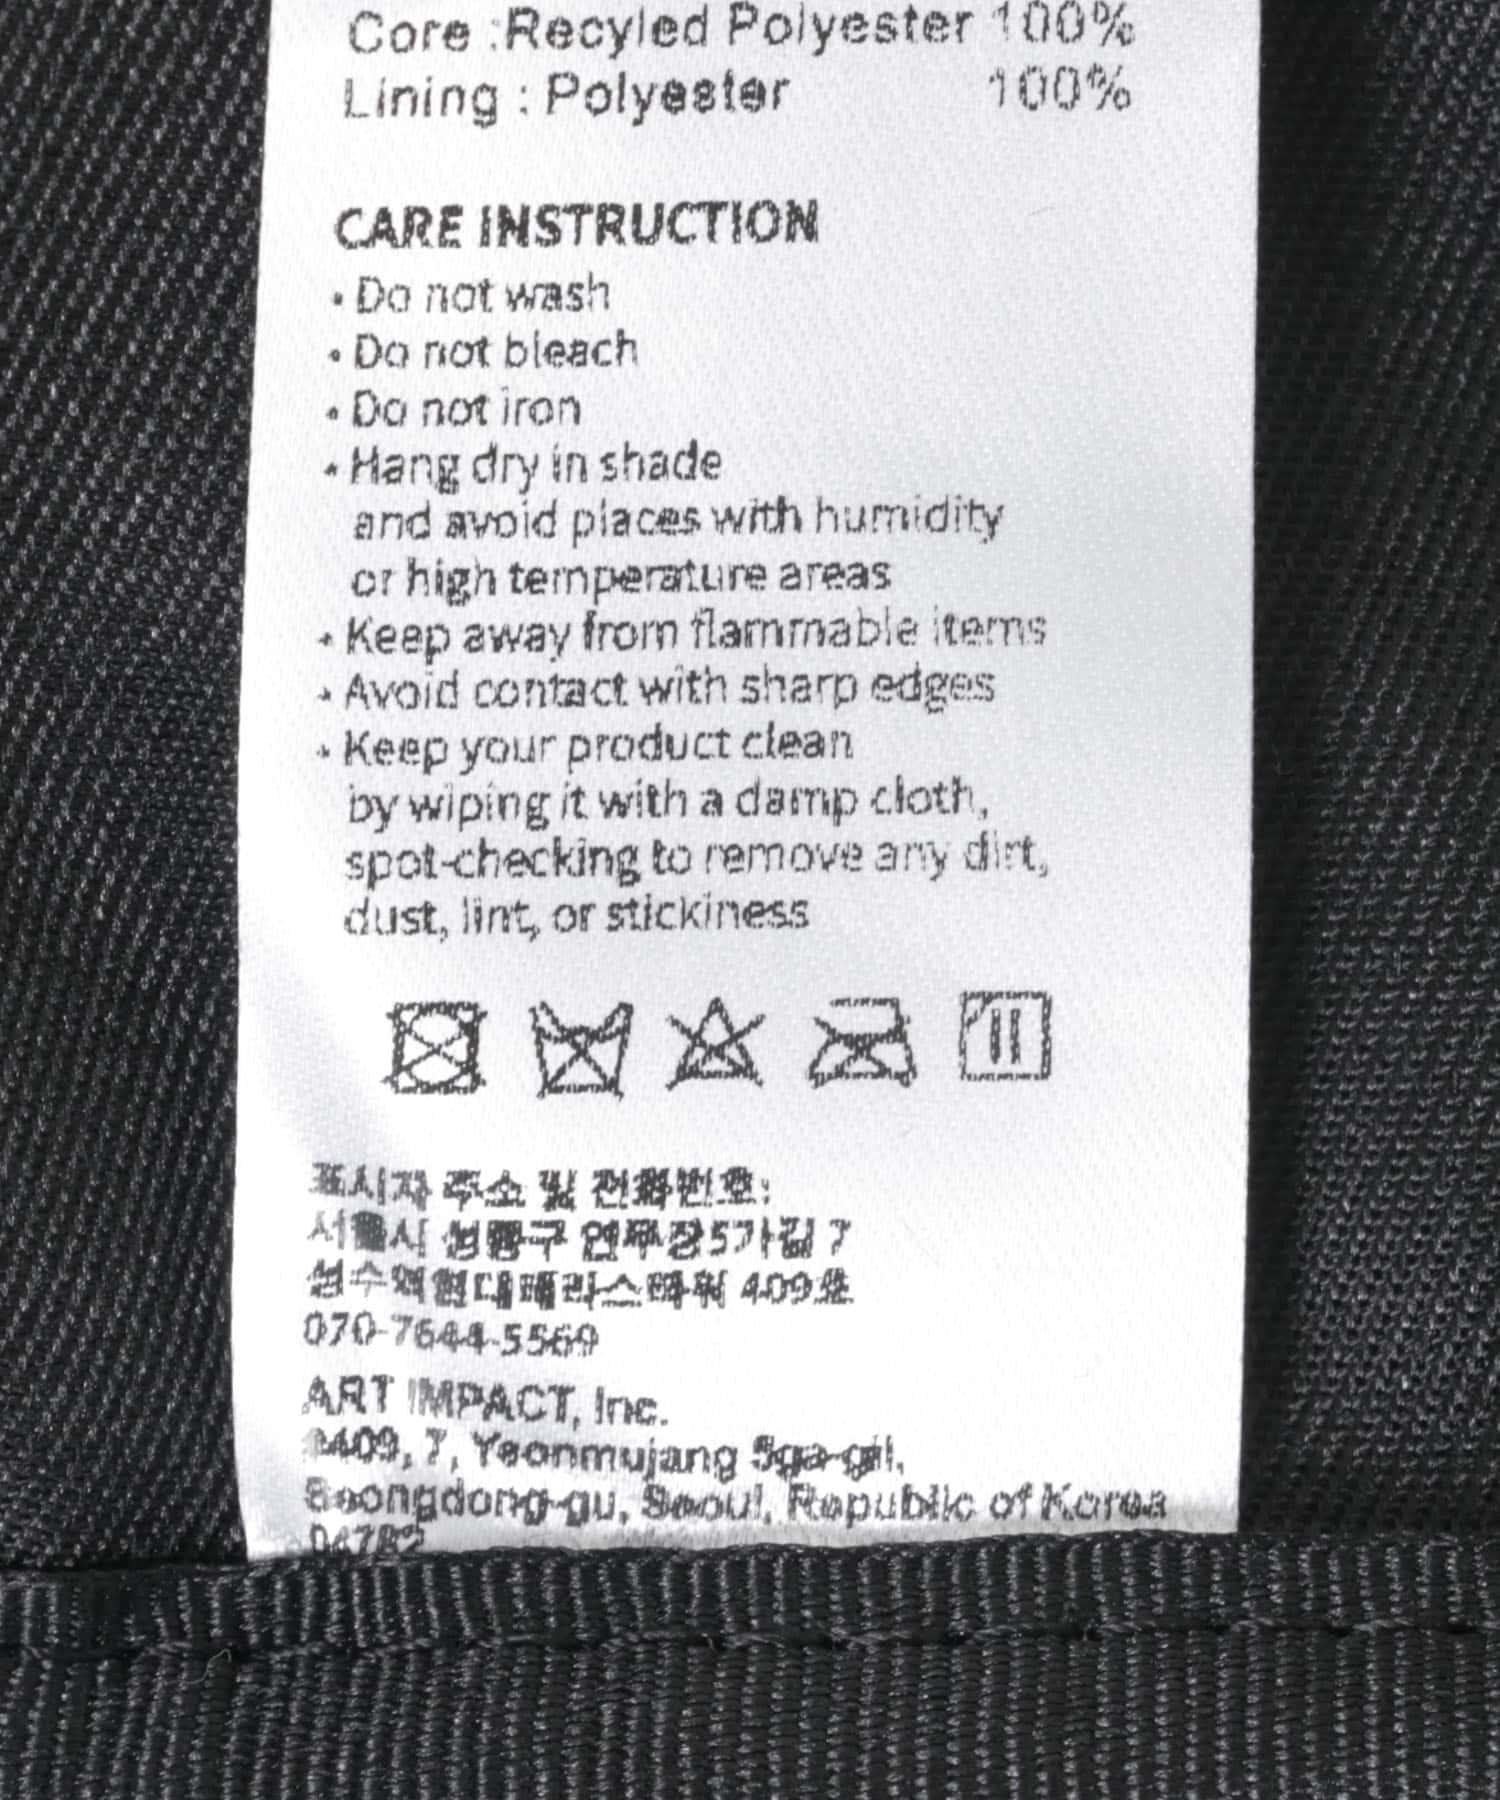 Core :Recyled Polyester 100%
Lining : Polyester 100%
CARE INSTRUCTION
• Do not wash
• Do not bleach
• Do not iron
• Hang dry in shade
and avoid places with humidity
or high temperature areas
• Keep away from flammable items
• Avoid contact with sharp edges
• Keep your product clean
by wiping it with a damp cloth,
spot-checking to remove any dirt,
dust, lint, or stickiness
표시자 주소 및 전화번호:
서울시 성동구 연무장5가길 7
성수역현대테라스타워 409호
070-7644-5569
ART IMPACT, Inc.
7, Yeonmujang 5ga-gil,
Seongdong-gu, Seoul, Republic of Korea